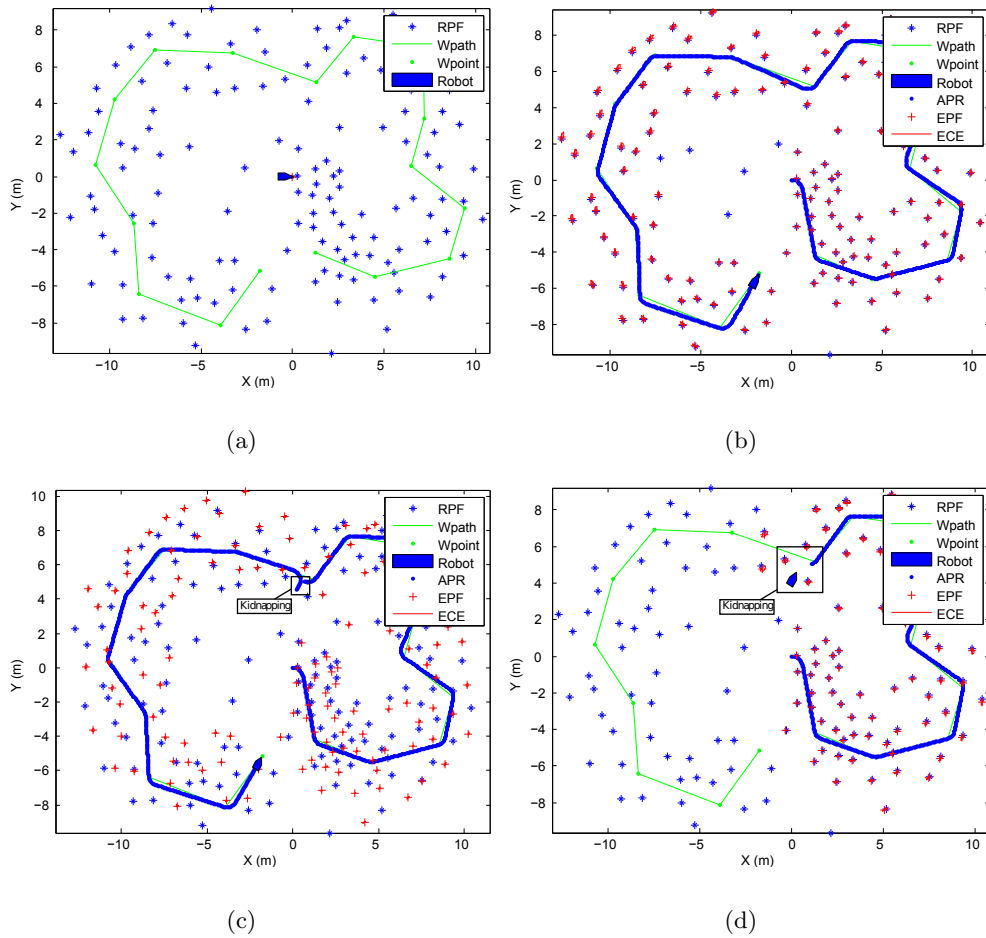 8
6
4
2
0
−2
−4
−6
−8
Y (m)
−10
−5
0
5
10
X (m)
RPF
Wpath
Wpoint
Robot
(a)
8
6
4
2
0
−2
−4
−6
−8
Y (m)
−10
−5
0
5
10
X (m)
RPF
Wpath
Wpoint
Robot
APR
EPF
ECE
(b)
10
8
6
4
2
0
−2
−4
−6
−8
Y (m)
−10
−5
0
5
10
X (m)
RPF
Wpath
Wpoint
Robot
APR
EPF
ECE
Kidnapping
(c)
8
6
4
2
0
−2
−4
−6
−8
Y (m)
−10
−5
0
5
10
X (m)
RPF
Wpath
Wpoint
Robot
APR
EPF
ECE
Kidnapping
(d)